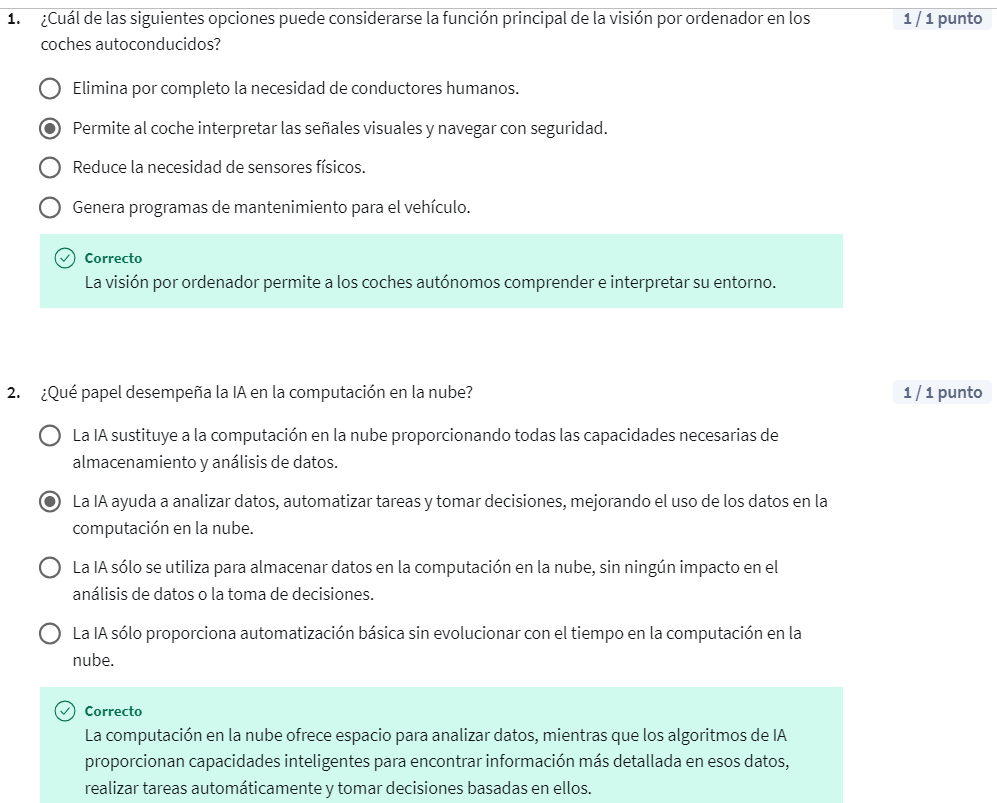 1. ¿Cuál de las siguientes opciones puede considerarse la función principal de la visión por ordenador en los
coches autoconducidos?
1 / 1 punto
Elimina por completo la necesidad de conductores humanos.
Permite al coche interpretar las señales visuales y navegar con seguridad.
Reduce la necesidad de sensores físicos.
Genera programas de mantenimiento para el vehículo.
Correcto
La visión por ordenador permite a los coches autónomos comprender e interpretar su entorno.
2. ¿Qué papel desempeña la IA en la computación en la nube?
1 / 1 punto
La IA sustituye a la computación en la nube proporcionando todas las capacidades necesarias de
almacenamiento y análisis de datos.
La IA ayuda a analizar datos, automatizar tareas y tomar decisiones, mejorando el uso de los datos en la
computación en la nube.
La IA sólo se utiliza para almacenar datos en la computación en la nube, sin ningún impacto en el
análisis de datos o la toma de decisiones.
La IA sólo proporciona automatización básica sin evolucionar con el tiempo en la computación en la
nube.
Correcto
La computación en la nube ofrece espacio para analizar datos, mientras que los algoritmos de IA
proporcionan capacidades inteligentes para encontrar información más detallada en esos datos,
realizar tareas automáticamente y tomar decisiones basadas en ellos.